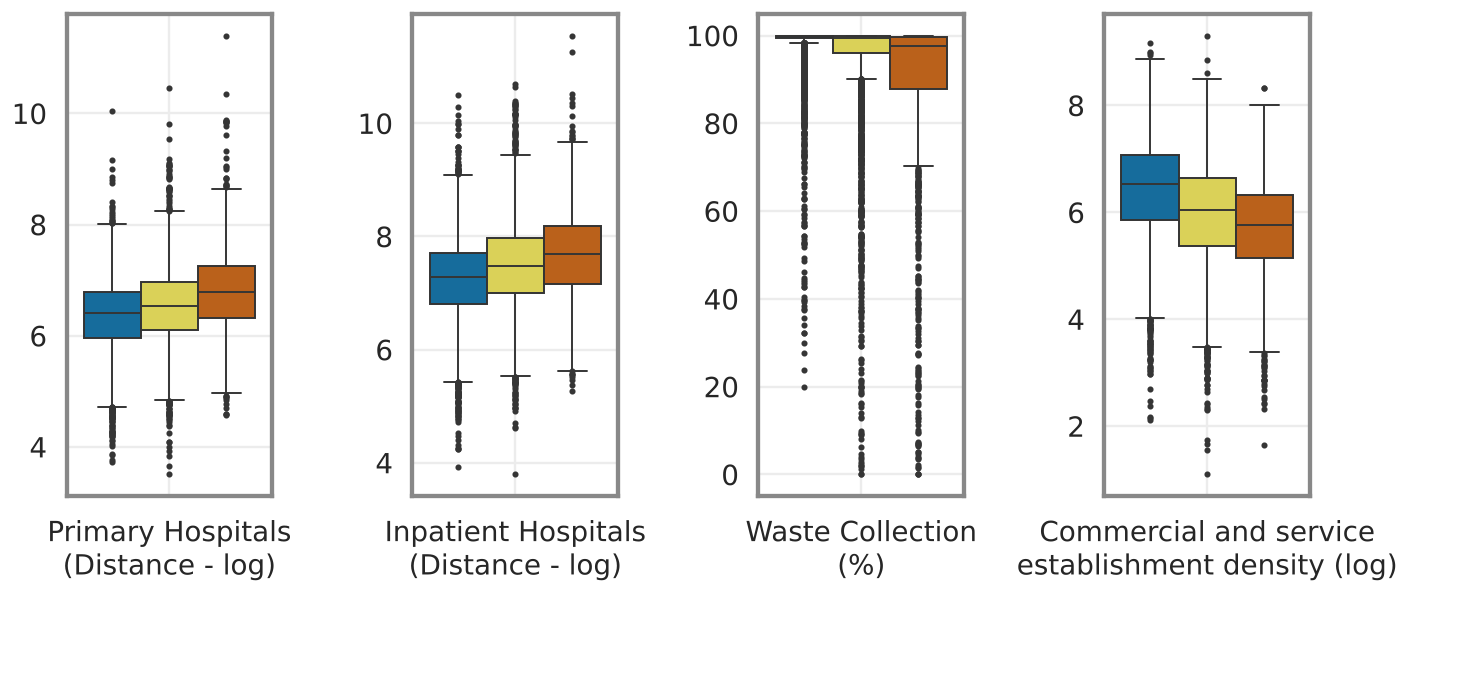 10
8
6
4
Primary Hospitals
(Distance - log)
10
8
6
4
Inpatient Hospitals
(Distance - log)
100
80
60
40
20
0
Waste Collection
(%)
8
6
4
2
Commercial and service
establishment density (log)